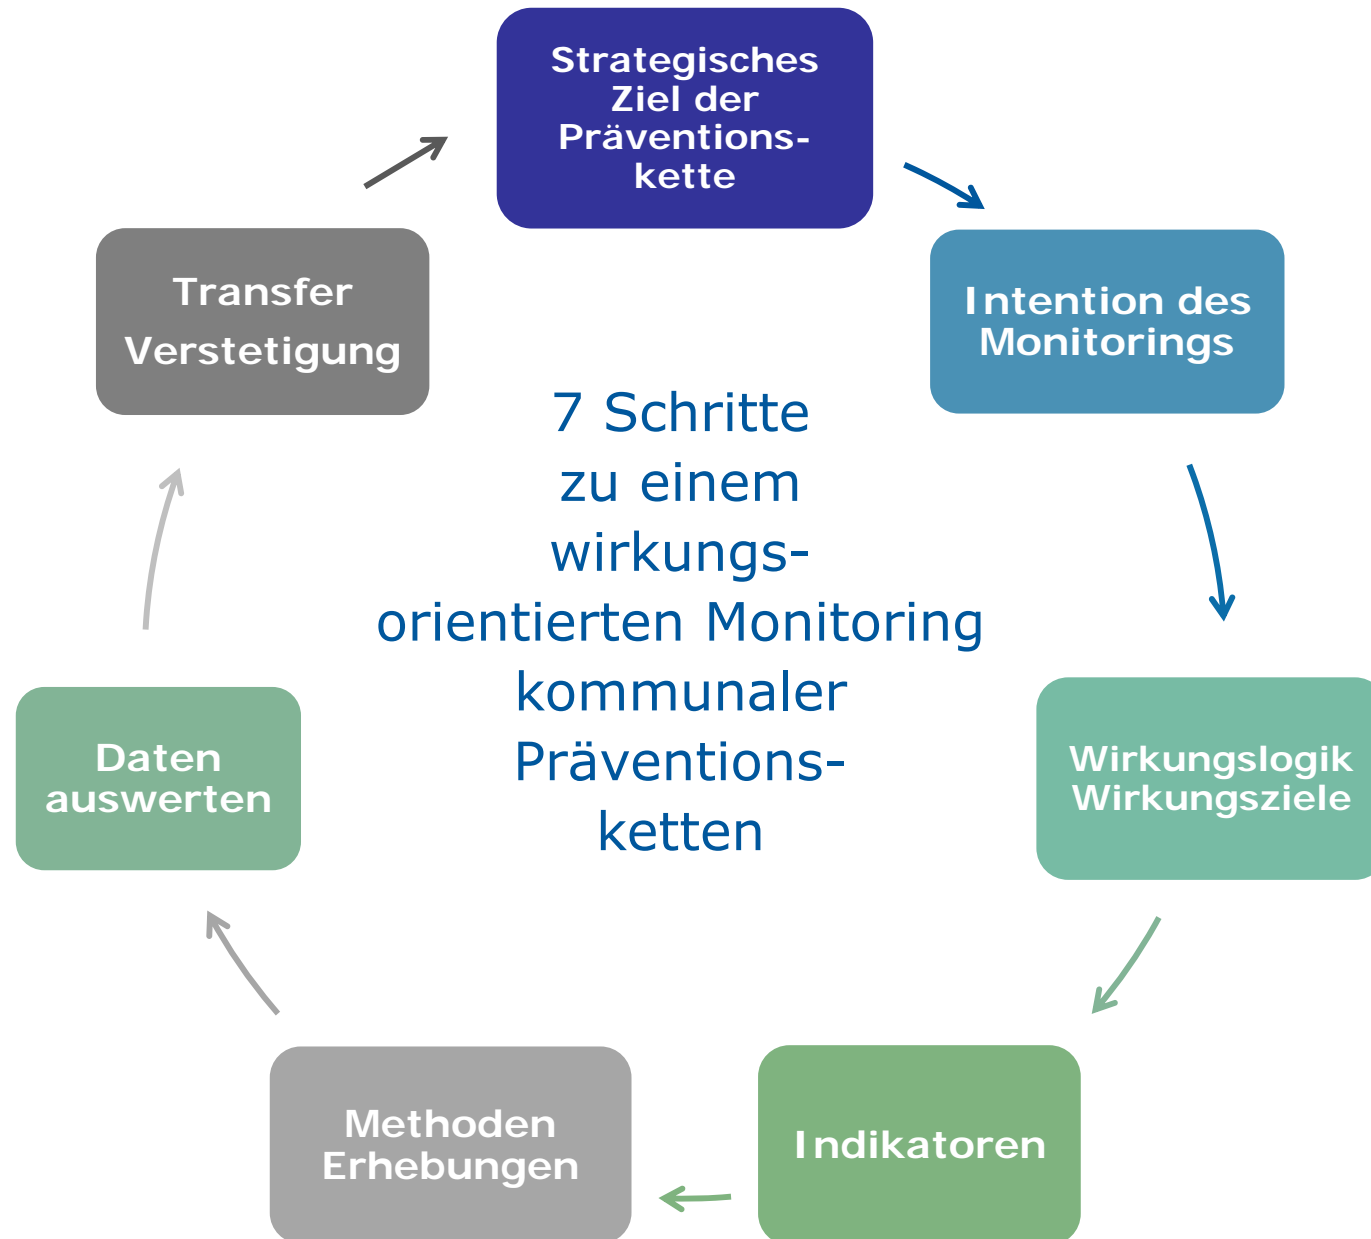 Strategisches
Ziel der
Präventions-
kette
Intention des
Monitorings
Wirkungslogik
Wirkungsziele
Indikatoren
Methoden
Erhebungen
Daten
auswerten
Transfer
Verstetigung
7 Schritte
zu einem
wirkungs-
orientierten Monitoring
kommunaler
Präventions-
ketten